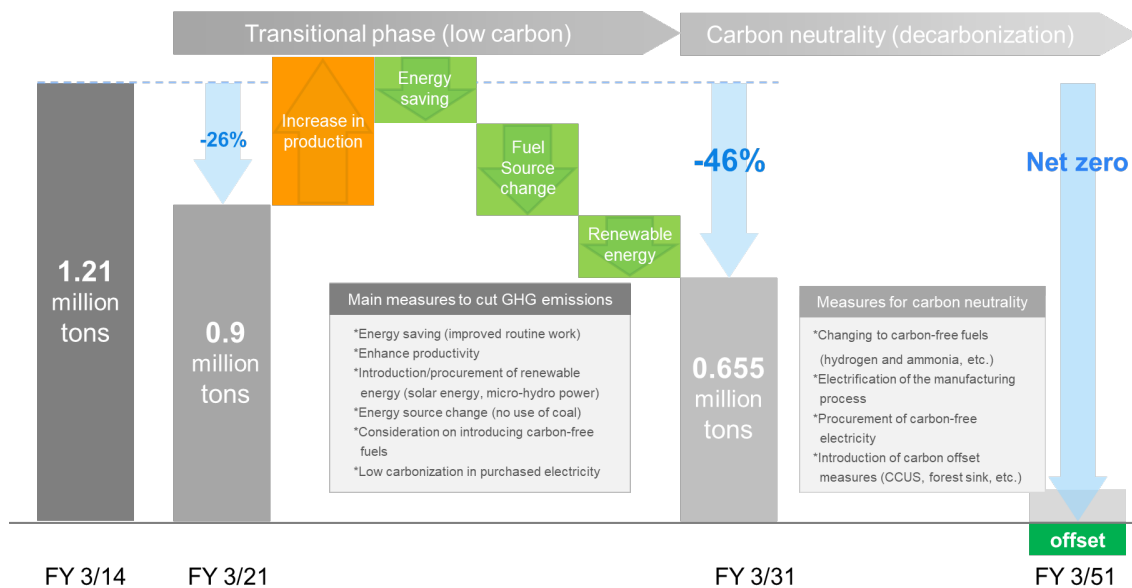 Transitional phase (low carbon)
Carbon neutrality (decarbonization)
1.21
million
tons
-26%
0.9
million
tons
Increase in
production
Energy
saving
Fuel
Source
change
Renewable
energy
-46%
0.655
million
tons
Net zero
offset
Main measures to cut GHG emissions
*Energy saving (improved routine work)
*Enhance productivity
*Introduction/procurement of renewable
energy (solar energy, micro-hydro power)
*Energy source change (no use of coal)
*Consideration on introducing carbon-free
fuels
*Low carbonization in purchased electricity
Measures for carbon neutrality
*Changing to carbon-free fuels
(hydrogen and ammonia, etc.)
*Electrification of the manufacturing
process
*Procurement of carbon-free
electricity
*Introduction of carbon offset
measures (CCUS, forest sink, etc.)
FY 3/14
FY 3/21
FY 3/31
FY 3/51